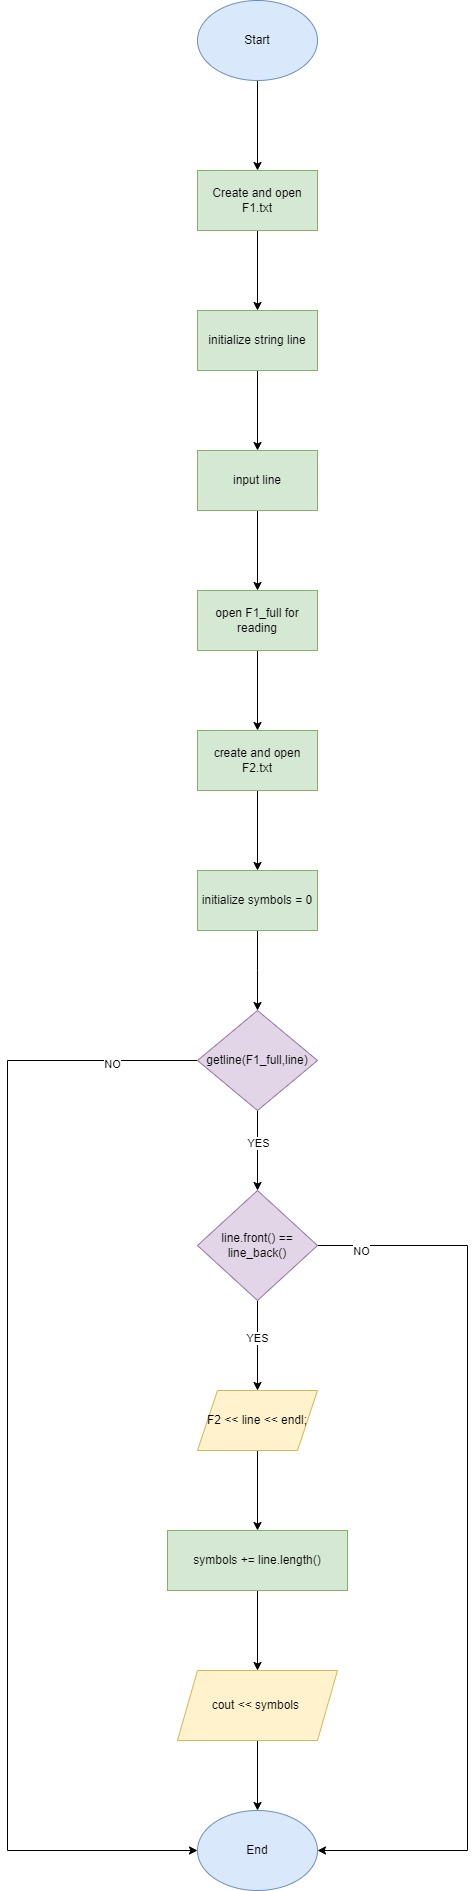 Start
Create and open
F1.txt
initialize string line
input line
open F1_full for
reading
create and open
F2.txt
initialize symbols = 0
getline(F1_full,line)
NO
YES
line.front() ==
line_back()
NO
YES
F2 << line << endl;
symbols += line.length()
cout << symbols
End